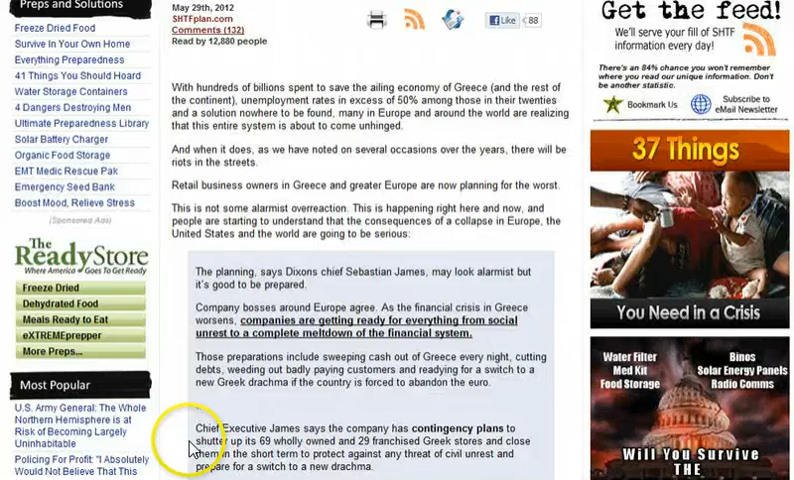 Preps and Solutions
Freeze Dried Food
Survive In Your Own Home
Everything Preparedness
41 Things You Should Hoard
Water Storage Containers
4 Dangers Destroying Men
Ultimate Preparedness Library
Solar Battery Charger
Organic Food Storage
EMT Medic Rescue Pak
Emergency Seed Bank
Boost Mood, Relieve Stress
(Sponsored Ads)
The
ReadyStore
Where America Goes To Get Ready
Freeze Dried
Dehydrated Food
Meals Ready to Eat
eXTREMEprepper
More Preps...
Most Popular
U.S. Army General: The Whole
Northern Hemisphere is at
Risk of Becoming Largely
Uninhabitable
Policing For Profit: "I Absolutely
Would Not Believe That This
May 29th, 2012
SHTFplan.com
Comments (132)
Read by 12,880 people
Like 88
With hundreds of billions spent to save the ailing economy of Greece (and the rest of
the continent), unemployment rates in excess of 50% among those in their twenties
and a solution nowhere to be found, many in Europe and around the world are realizing
that this entire system is about to come unhinged.
And when it does, as we have noted on several occasions over the years, there will be
riots in the streets.
Retail business owners in Greece and greater Europe are now planning for the worst.
This is not some alarmist overreaction. This is happening right here and now, and
people are starting to understand that the consequences of a collapse in Europe, the
United States and the world are going to be serious:
The planning, says Dixons chief Sebastian James, may look alarmist but
it's good to be prepared.
Company bosses around Europe agree. As the financial crisis in Greece
worsens, companies are getting ready for everything from social
unrest to a complete meltdown of the financial system.
Those preparations include sweeping cash out of Greece every night, cutting
debts, weeding out badly paying customers and readying for a switch to a
new Greek drachma if the country is forced to abandon the euro.
...
Chief Executive James says the company has contingency plans to
shutter up its 69 wholly owned and 29 franchised Greek stores and close
them in the short term to protect against any threat of civil unrest and
prepare for a switch to a new drachma.
Get the feed!
We'll serve your fill of SHTF
information every day!
There's an 84% chance you won't remember
where you read our unique information. Don't
be another statistic.
Bookmark Us
Subscribe to
eMail Newsletter
37 Things
You Need in a Crisis
Water Filter
Med Kit
Food Storage
Binos
Solar Energy Panels
Radio Comms
Will You Survive
THE